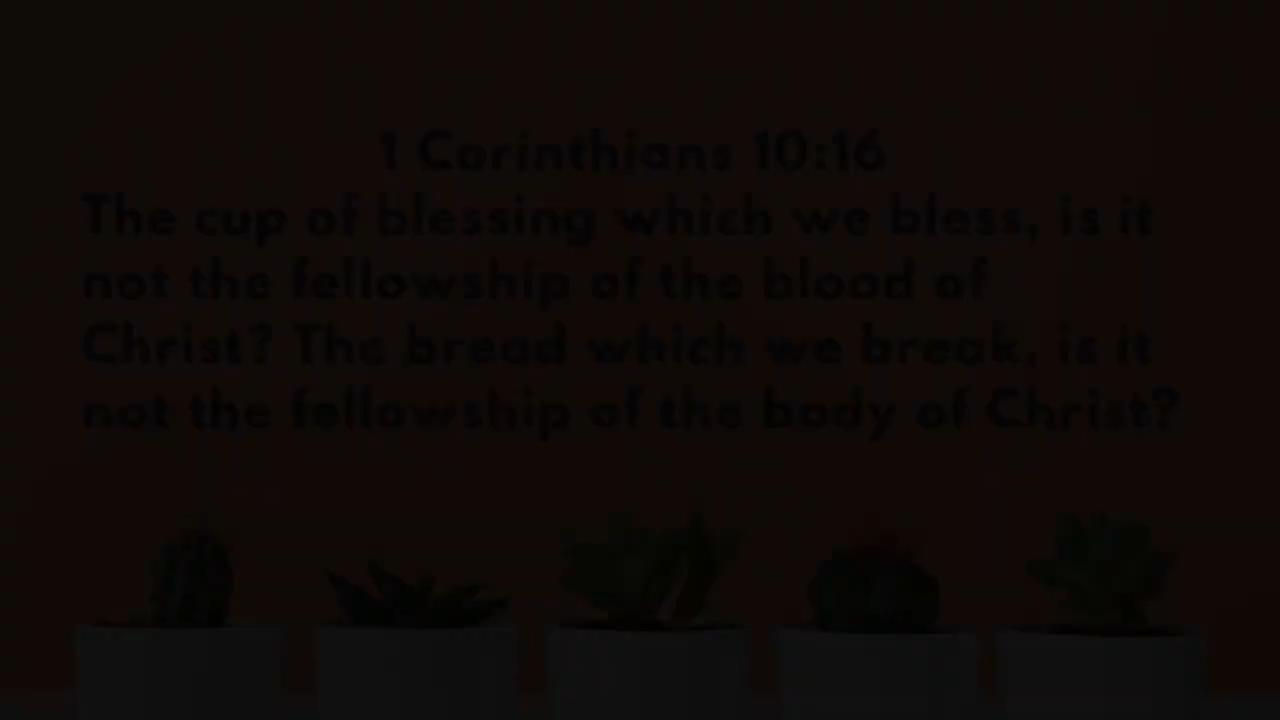 1 Corinthians 10:16
The cup of blessing which we bless, is it
not the fellowship of the blood of
Christ? The bread which we break, is it
not the fellowship of the body of Christ?